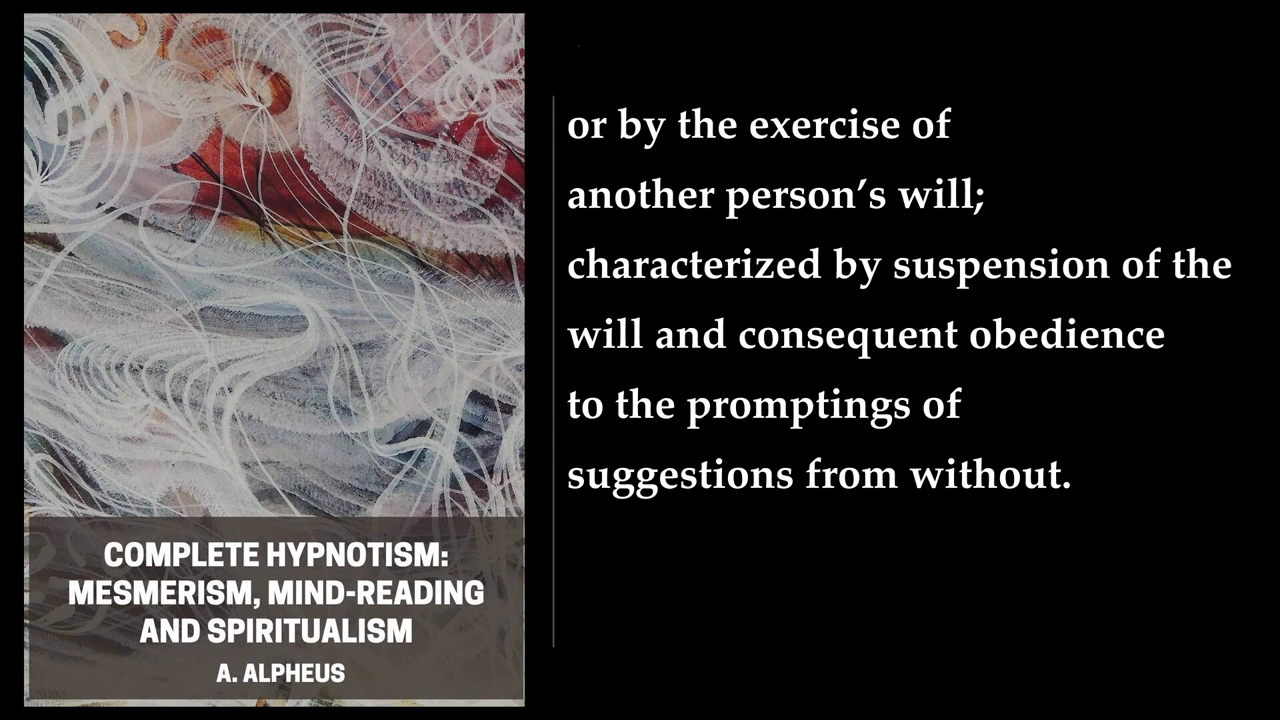 or by the exercise of
another person’s will;
characterized by suspension of the
will and consequent obedience
to the promptings of
suggestions from without.
COMPLETE HYPNOTISM:
MESMERISM, MIND-READING
AND SPIRITUALISM
A. ALPHEUS